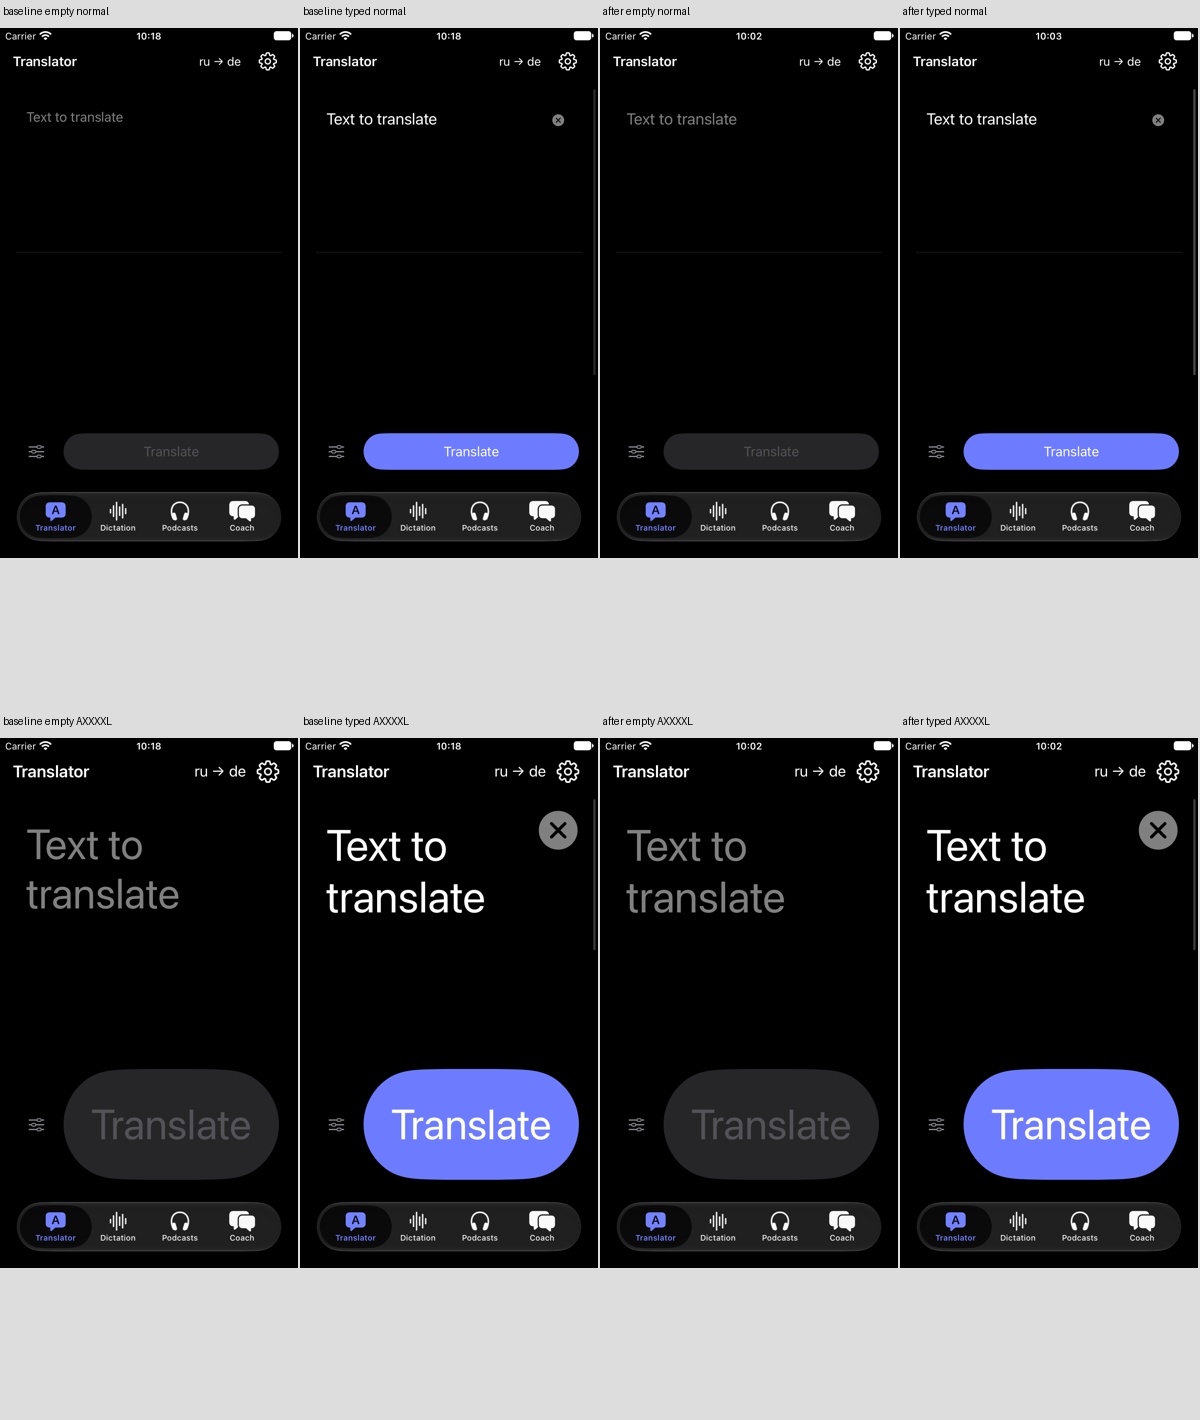 baseline empty normal
Carrier 10:18
Translator ru → de
Text to translate
Translate
A
Translator Dictation Podcasts Coach
baseline typed normal
Carrier 10:18
Translator ru → de
Text to translate
Translate
A
Translator Dictation Podcasts Coach
after empty normal
Carrier 10:02
Translator ru → de
Text to translate
Translate
A
Translator Dictation Podcasts Coach
after typed normal
Carrier 10:03
Translator ru → de
Text to translate
Translate
A
Translator Dictation Podcasts Coach
baseline empty AXXXXL
Carrier 10:18
Translator ru → de
Text to
translate
Translate
A
Translator Dictation Podcasts Coach
baseline typed AXXXXL
Carrier 10:18
Translator ru → de
Text to
translate
Translate
A
Translator Dictation Podcasts Coach
after empty AXXXXL
Carrier 10:02
Translator ru → de
Text to
translate
Translate
A
Translator Dictation Podcasts Coach
after typed AXXXXL
Carrier 10:02
Translator ru → de
Text to
translate
Translate
A
Translator Dictation Podcasts Coach